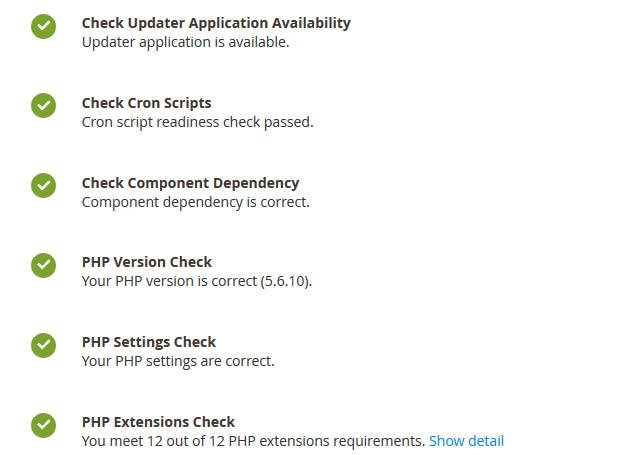 Check Updater Application Availability
Updater application is available.
Check Cron Scripts
Cron script readiness check passed.
Check Component Dependency
Component dependency is correct.
PHP Version Check
Your PHP version is correct (5.6.10).
PHP Settings Check
Your PHP settings are correct.
PHP Extensions Check
You meet 12 out of 12 PHP extensions requirements. Show detail